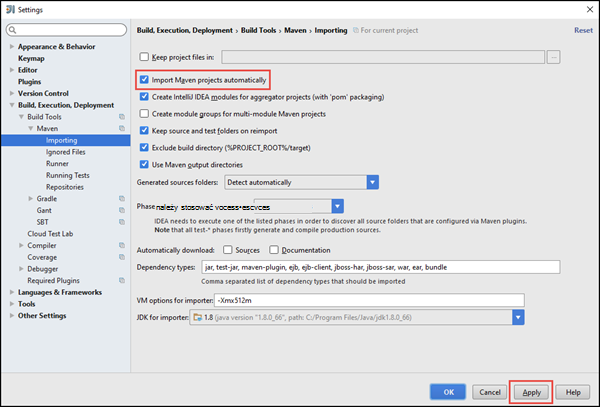 Settings
Build, Execution, Deployment › Build Tools › Maven › Importing For current project Reset
Appearance & Behavior
Keymap
Editor
Plugins
Version Control
Build, Execution, Deployment
Build Tools
Maven
Importing
Ignored Files
Runner
Running Tests
Repositories
Gradle
Gant
SBT
Cloud Test Lab
Compiler
Coverage
Debugger
Required Plugins
Languages & Frameworks
Tools
Other Settings
Keep project files in:
Import Maven projects automatically
Create IntelliJ IDEA modules for aggregator projects (with 'pom' packaging)
Create module groups for multi-module Maven projects
Keep source and test folders on reimport
Exclude build directory (%PROJECT_ROOT%/target)
Use Maven output directories
Generated sources folders: Detect automatically
Phase należy stosować vocess•escvces
IDEA needs to execute one of the listed phases in order to discover all source folders that are configured via Maven plugins.
Note that all test-* phases firstly generate and compile production sources.
Automatically download: Sources Documentation
Dependency types: jar, test-jar, maven-plugin, ejb, ejb-client, jboss-har, jboss-sar, war, ear, bundle
Comma separated list of dependency types that should be imported
VM options for importer: -Xmx512m
JDK for importer: 1.8 (java version "1.8.0_66", path: C:/Program Files/Java/jdk1.8.0_66)
OK Cancel Apply Help